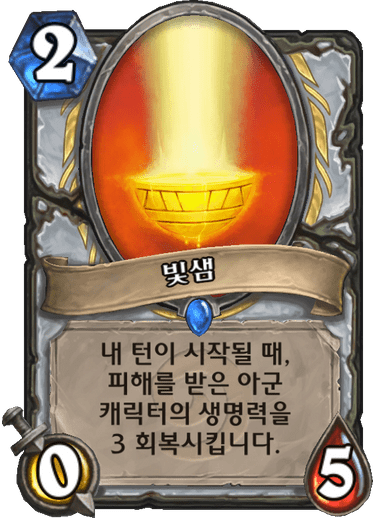 2
빛샘
내 턴이 시작될 때,
피해를 받은 아군
캐릭터의 생명력을
3 회복시킵니다.
0
5